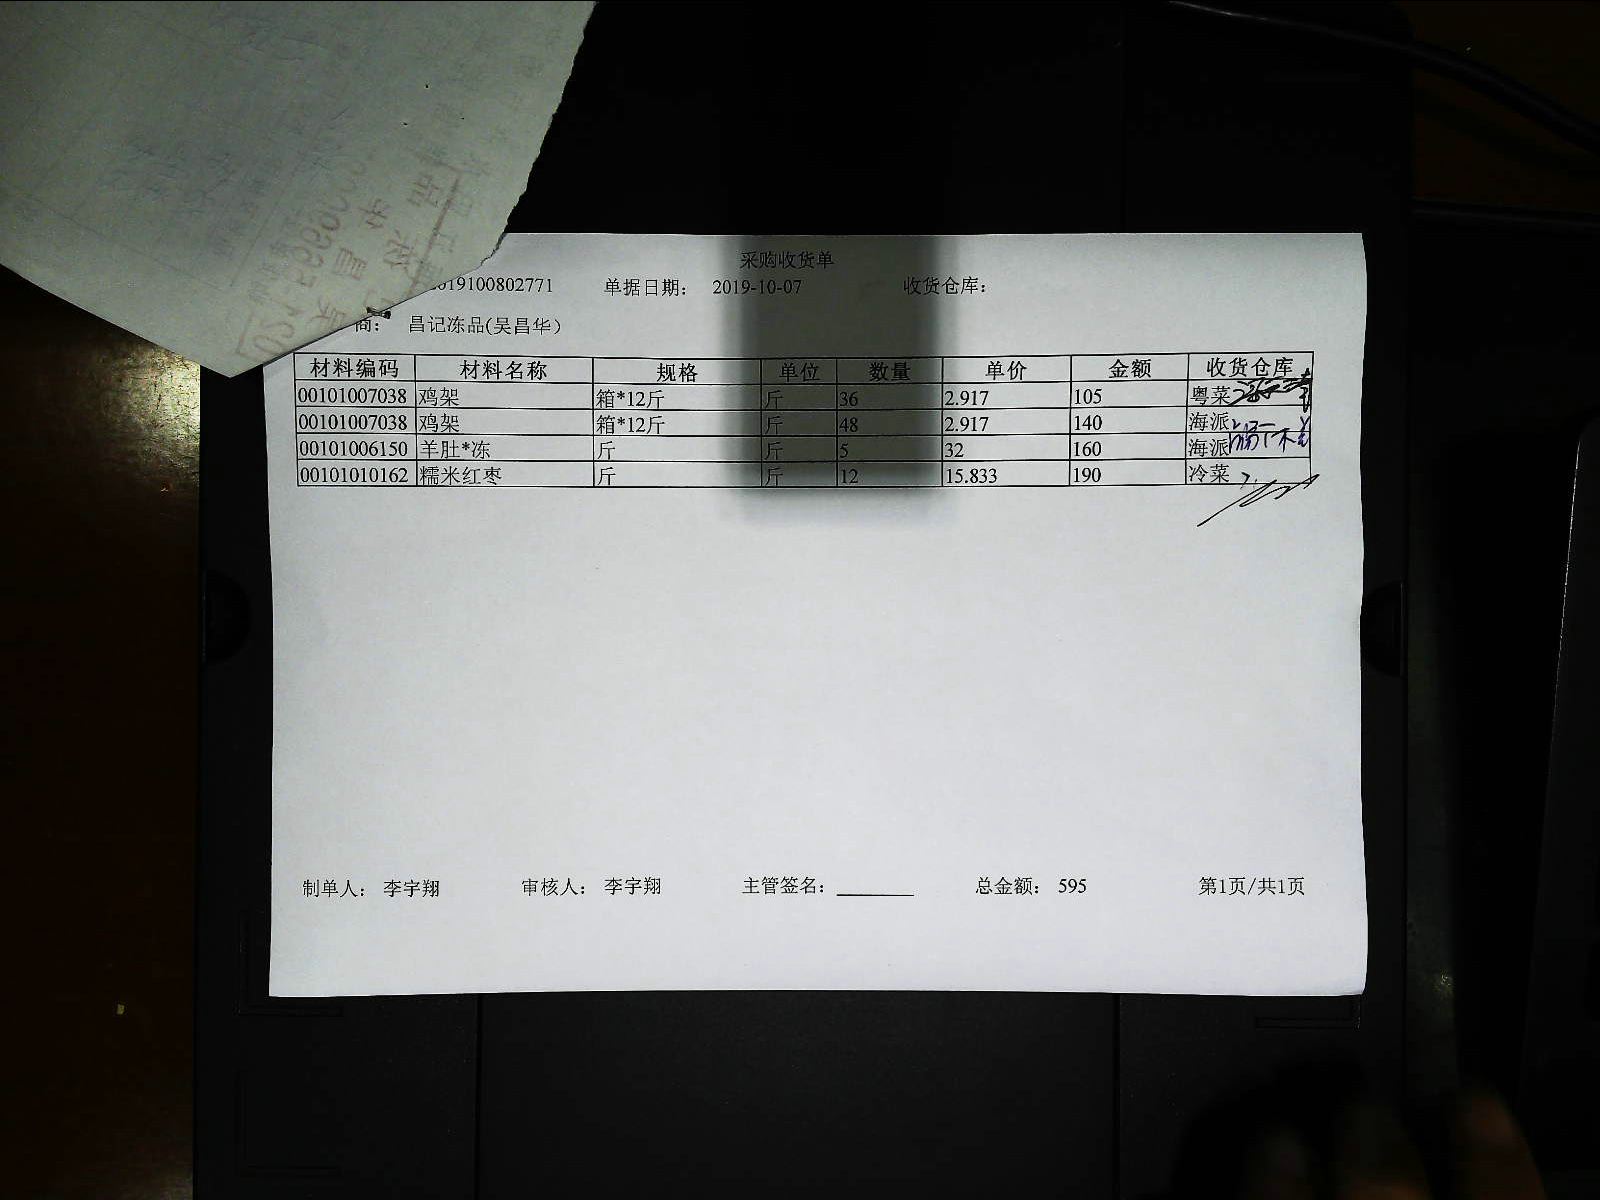 采购收货单
019100802771 单据日期： 2019-10-07 收货仓库：
商： 昌记冻品(吴昌华)
材料编码 材料名称 规格 单位 数量 单价 金额 收货仓库
00101007038 鸡架 箱*12斤 斤 36 2.917 105 粤菜
00101007038 鸡架 箱*12斤 斤 48 2.917 140 海派
00101006150 羊肚*冻 斤 斤 5 32 160 海派
00101010162 糯米红枣 斤 斤 12 15.833 190 冷菜
制单人： 李宇翔 审核人： 李宇翔 主管签名： 总金额： 595 第1页/共1页